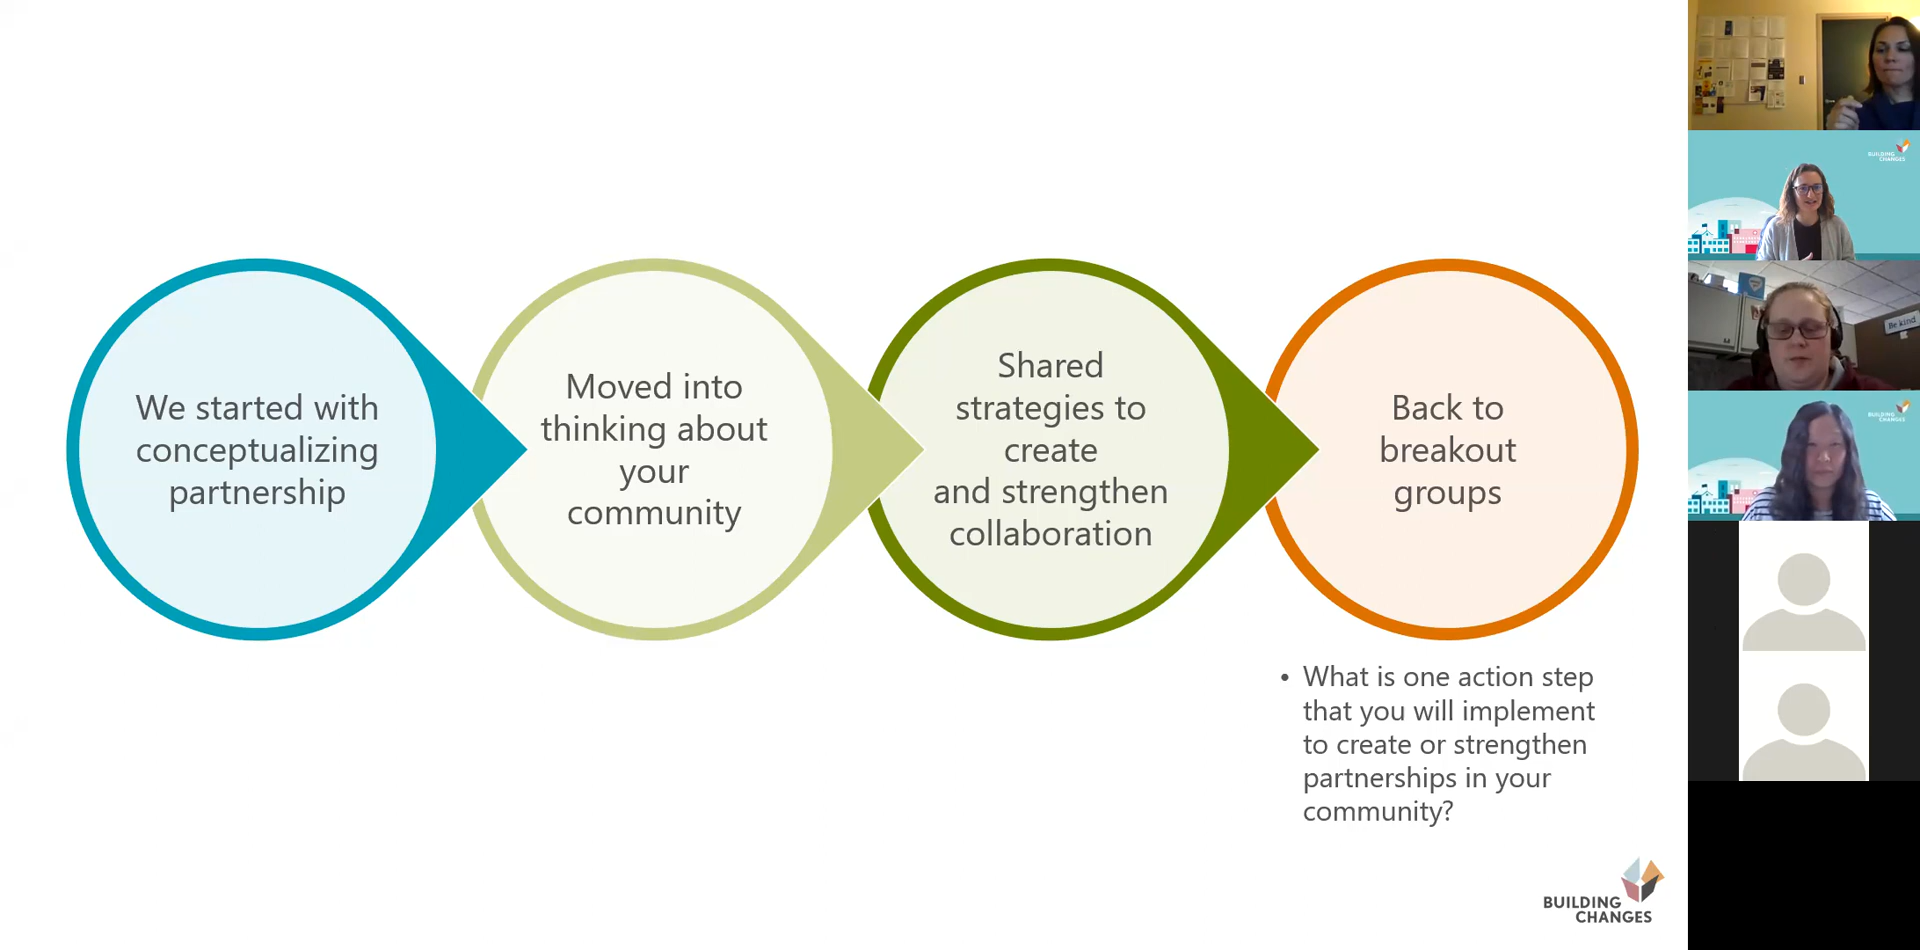 We started with
conceptualizing
partnership
Moved into
thinking about
your
community
Shared
strategies to
create
and strengthen
collaboration
Back to
breakout
groups
• What is one action step
that you will implement
to create or strengthen
partnerships in your
community?
BUILDING
CHANGES
BUILDING
CHANGES
Be kind
BUILDING
CHANGES